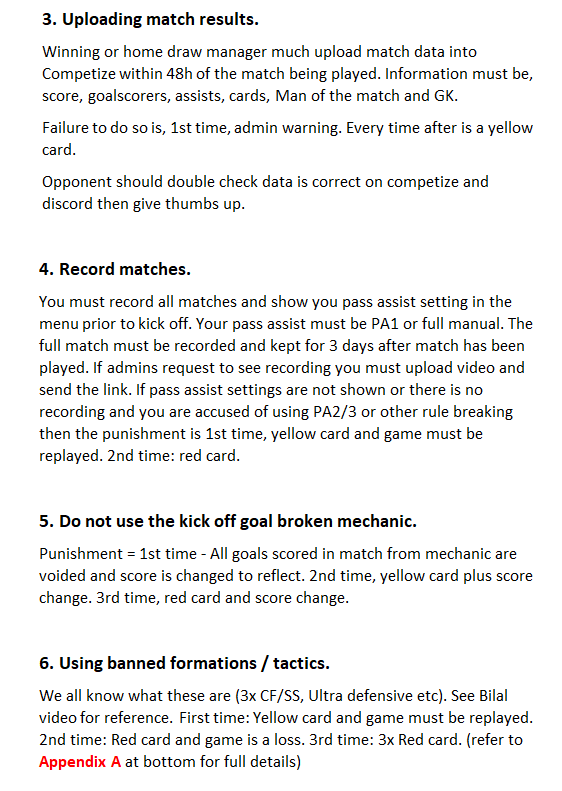 3. Uploading match results.
Winning or home draw manager much upload match data into
Competize within 48h of the match being played. Information must be,
score, goalscorers, assists, cards, Man of the match and GK.
Failure to do so is, 1st time, admin warning. Every time after is a yellow
card.
Opponent should double check data is correct on competize and
discord then give thumbs up.
4. Record matches.
You must record all matches and show you pass assist setting in the
menu prior to kick off. Your pass assist must be PA1 or full manual. The
full match must be recorded and kept for 3 days after match has been
played. If admins request to see recording you must upload video and
send the link. If pass assist settings are not shown or there is no
recording and you are accused of using PA2/3 or other rule breaking
then the punishment is 1st time, yellow card and game must be
replayed. 2nd time: red card.
5. Do not use the kick off goal broken mechanic.
Punishment = 1st time - All goals scored in match from mechanic are
voided and score is changed to reflect. 2nd time, yellow card plus score
change. 3rd time, red card and score change.
6. Using banned formations / tactics.
We all know what these are (3x CF/SS, Ultra defensive etc). See Bilal
video for reference. First time: Yellow card and game must be replayed.
2nd time: Red card and game is a loss. 3rd time: 3x Red card. (refer to
Appendix A at bottom for full details)